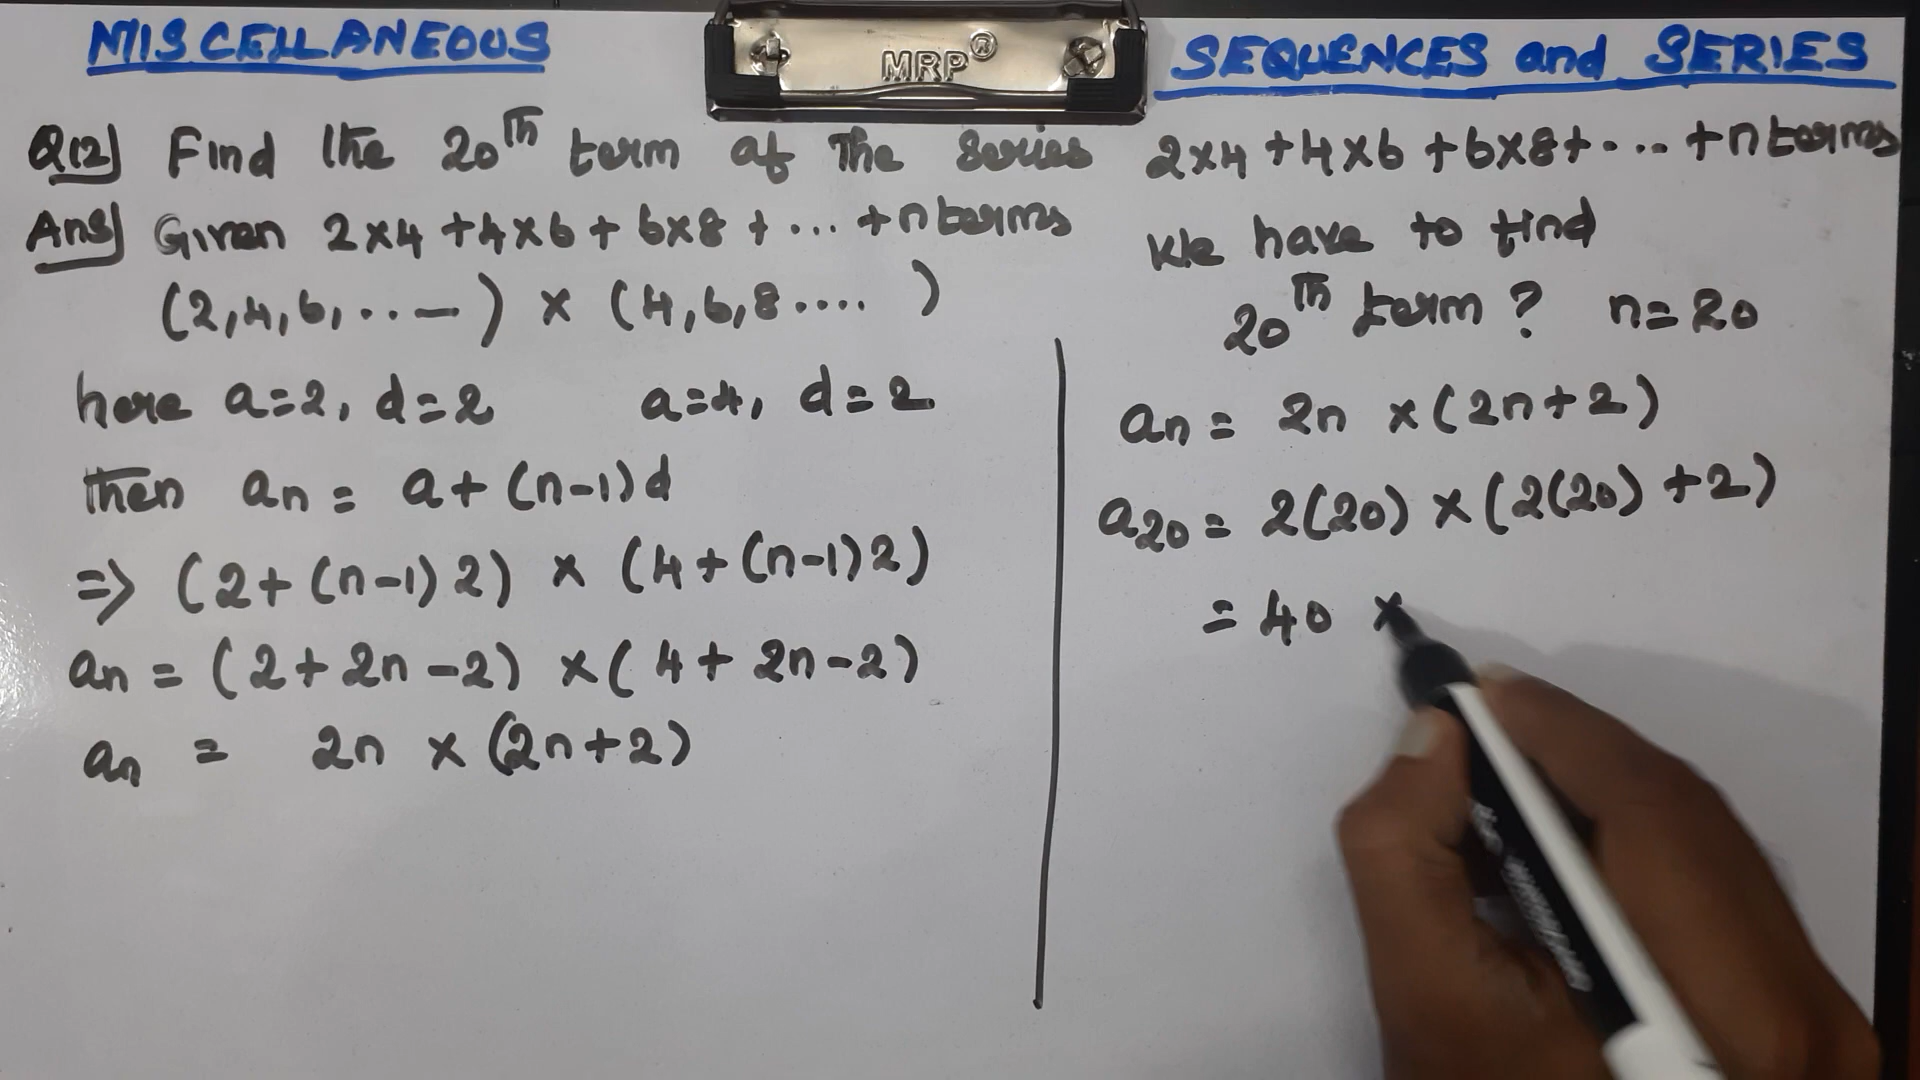 MISCELLANEOUS
MRP®
SEQUENCES and SERIES
Q12) Find the 20th term of the series 2×4+4×6+6×8+....+n terms
Ans) Given 2×4+4×6+6×8+...+n terms
(2,4,6,...—) × (4,6,8....)
here a=2, d=2 a=4, d=2
then an = a+(n-1)d
=> (2+(n-1)2) × (4+(n-1)2)
an = (2+2n-2) × (4+2n-2)
an = 2n × (2n+2)
We have to find
20th term? n=20
an = 2n × (2n+2)
a20 = 2(20) × (2(20)+2)
= 40 ×